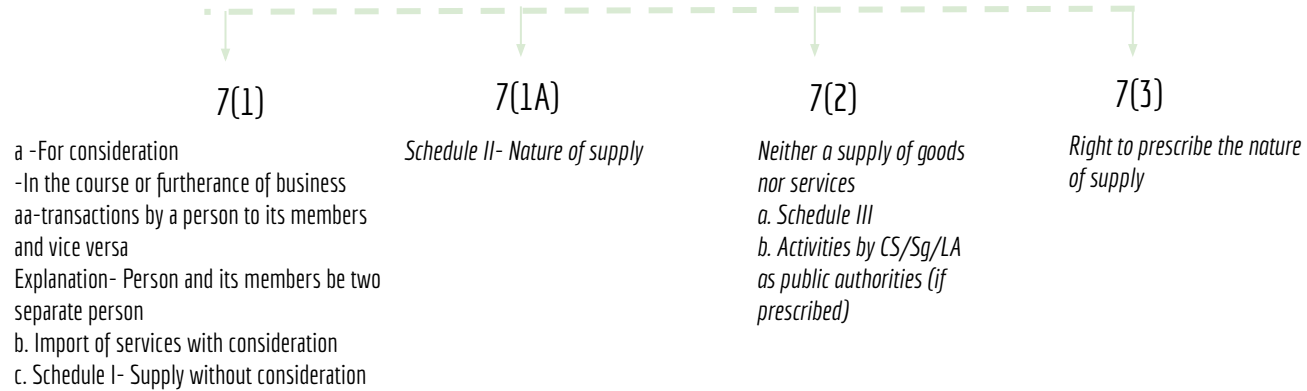 7(1)
a -For consideration
-In the course or furtherance of business
aa-transactions by a person to its members
and vice versa
Explanation- Person and its members be two
separate person
b. Import of services with consideration
c. Schedule I- Supply without consideration
7(1A)
Schedule II- Nature of supply
7(2)
Neither a supply of goods
nor services
a. Schedule III
b. Activities by CS/Sg/LA
as public authorities (if
prescribed)
7(3)
Right to prescribe the nature
of supply